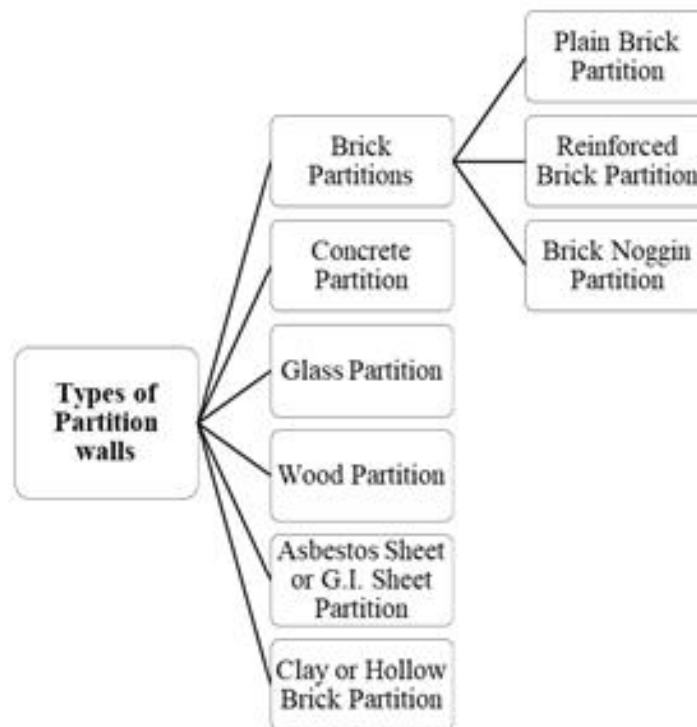 Plain Brick
Partition
Brick
Partitions
Reinforced
Brick Partition
Concrete
Partition
Brick Noggin
Partition
Types of
Partition
walls
Glass Partition
Wood Partition
Asbestos Sheet
or G.I. Sheet
Partition
Clay or Hollow
Brick Partition